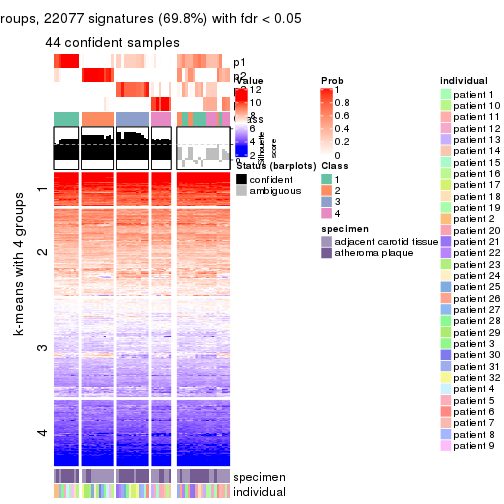 roups, 22077 signatures (69.8%) with fdr < 0.05
44 confident samples
p1
p2
Value
12
10
8
6
4
2
Prob
1
0.8
0.6
0.4
0.2
0
silhouette
score
Status (barplots)
confident
ambiguous
Class
1
2
3
4
specimen
adjacent carotid tissue
atheroma plaque
individual
patient 1
patient 10
patient 11
patient 12
patient 13
patient 14
patient 15
patient 16
patient 17
patient 18
patient 19
patient 2
patient 20
patient 21
patient 22
patient 23
patient 24
patient 25
patient 26
patient 27
patient 28
patient 29
patient 3
patient 30
patient 31
patient 32
patient 4
patient 5
patient 6
patient 7
patient 8
patient 9
k-means with 4 groups
1
2
3
4
specimen
individual